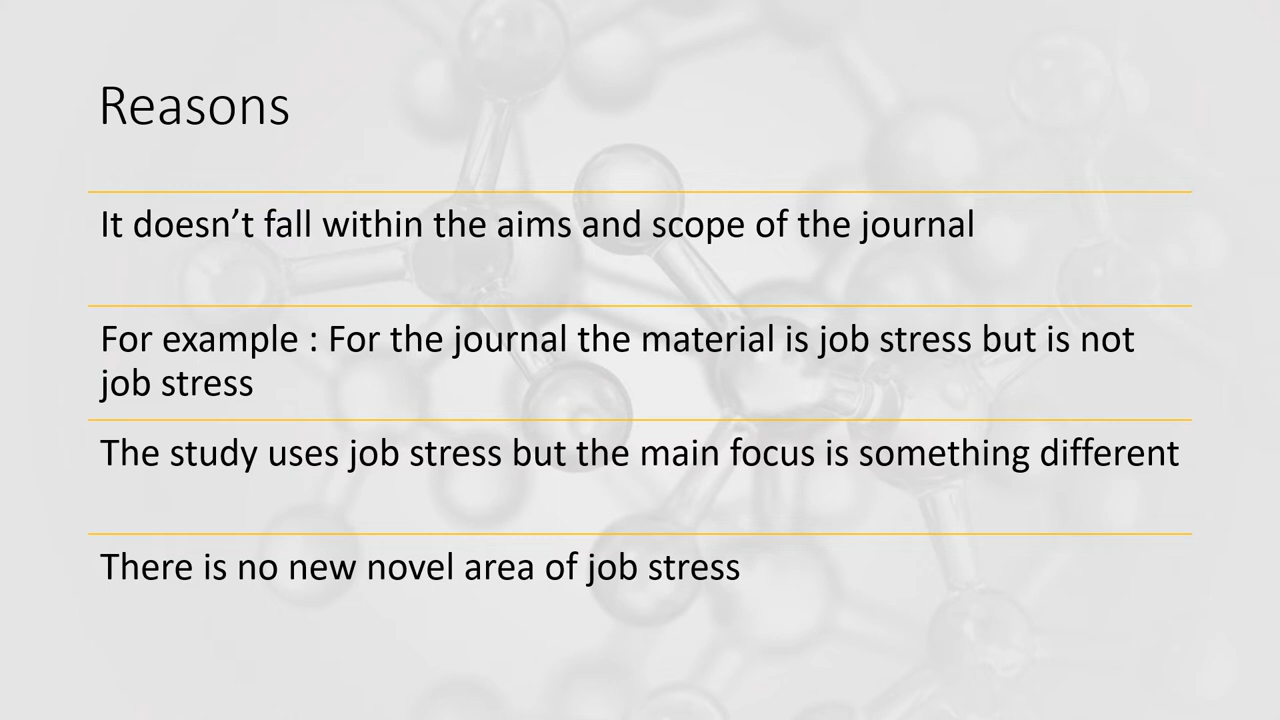 Reasons
It doesn’t fall within the aims and scope of the journal
For example : For the journal the material is job stress but is not
job stress
The study uses job stress but the main focus is something different
There is no new novel area of job stress